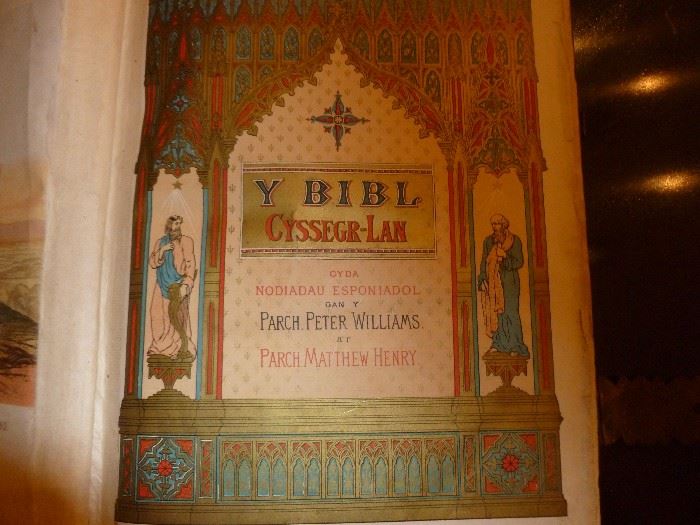 Y BIBL
CYSSEGR-LAN
GYDA
NODIADAU ESPONIADOL
GAN Y
PARCH. PETER WILLIAMS.
A'R
PARCH. MATTHEW HENRY.